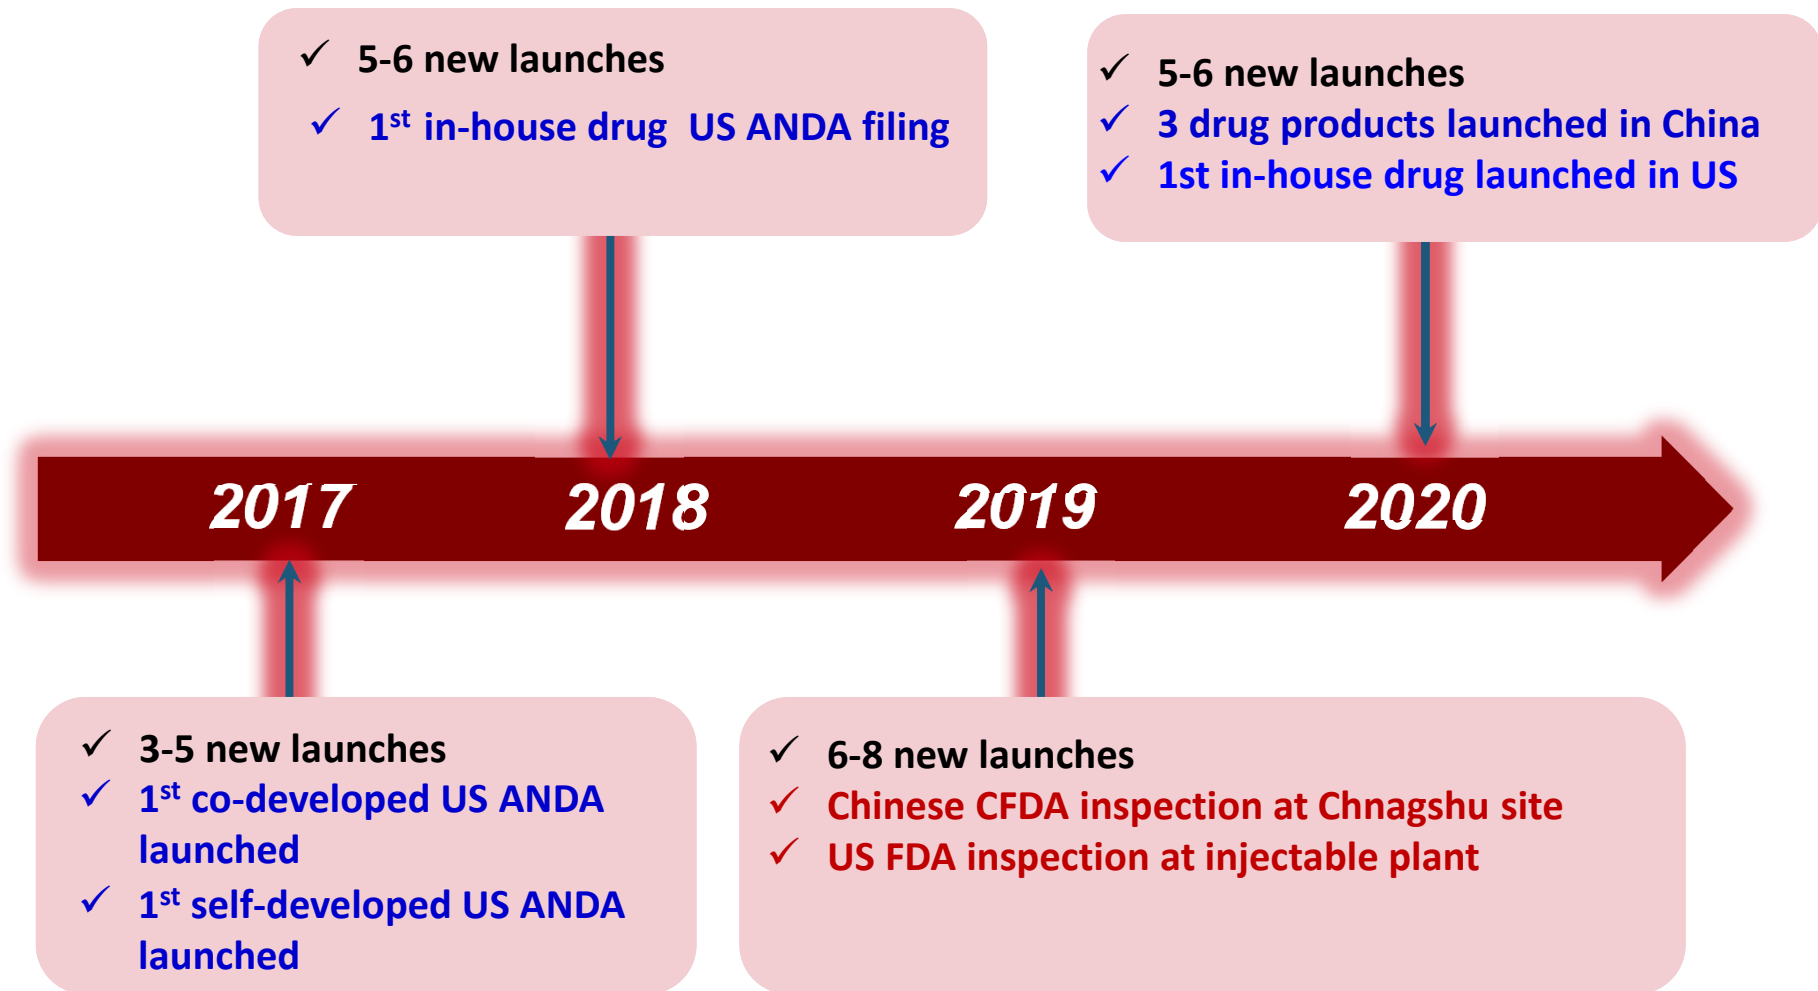 ✓ 5-6 new launches
✓ 1st in-house drug US ANDA filing
✓ 5-6 new launches
✓ 3 drug products launched in China
✓ 1st in-house drug launched in US
2017
2018
2019
2020
✓ 3-5 new launches
✓ 1st co-developed US ANDA
launched
✓ 1st self-developed US ANDA
launched
✓ 6-8 new launches
✓ Chinese CFDA inspection at Chnagshu site
✓ US FDA inspection at injectable plant